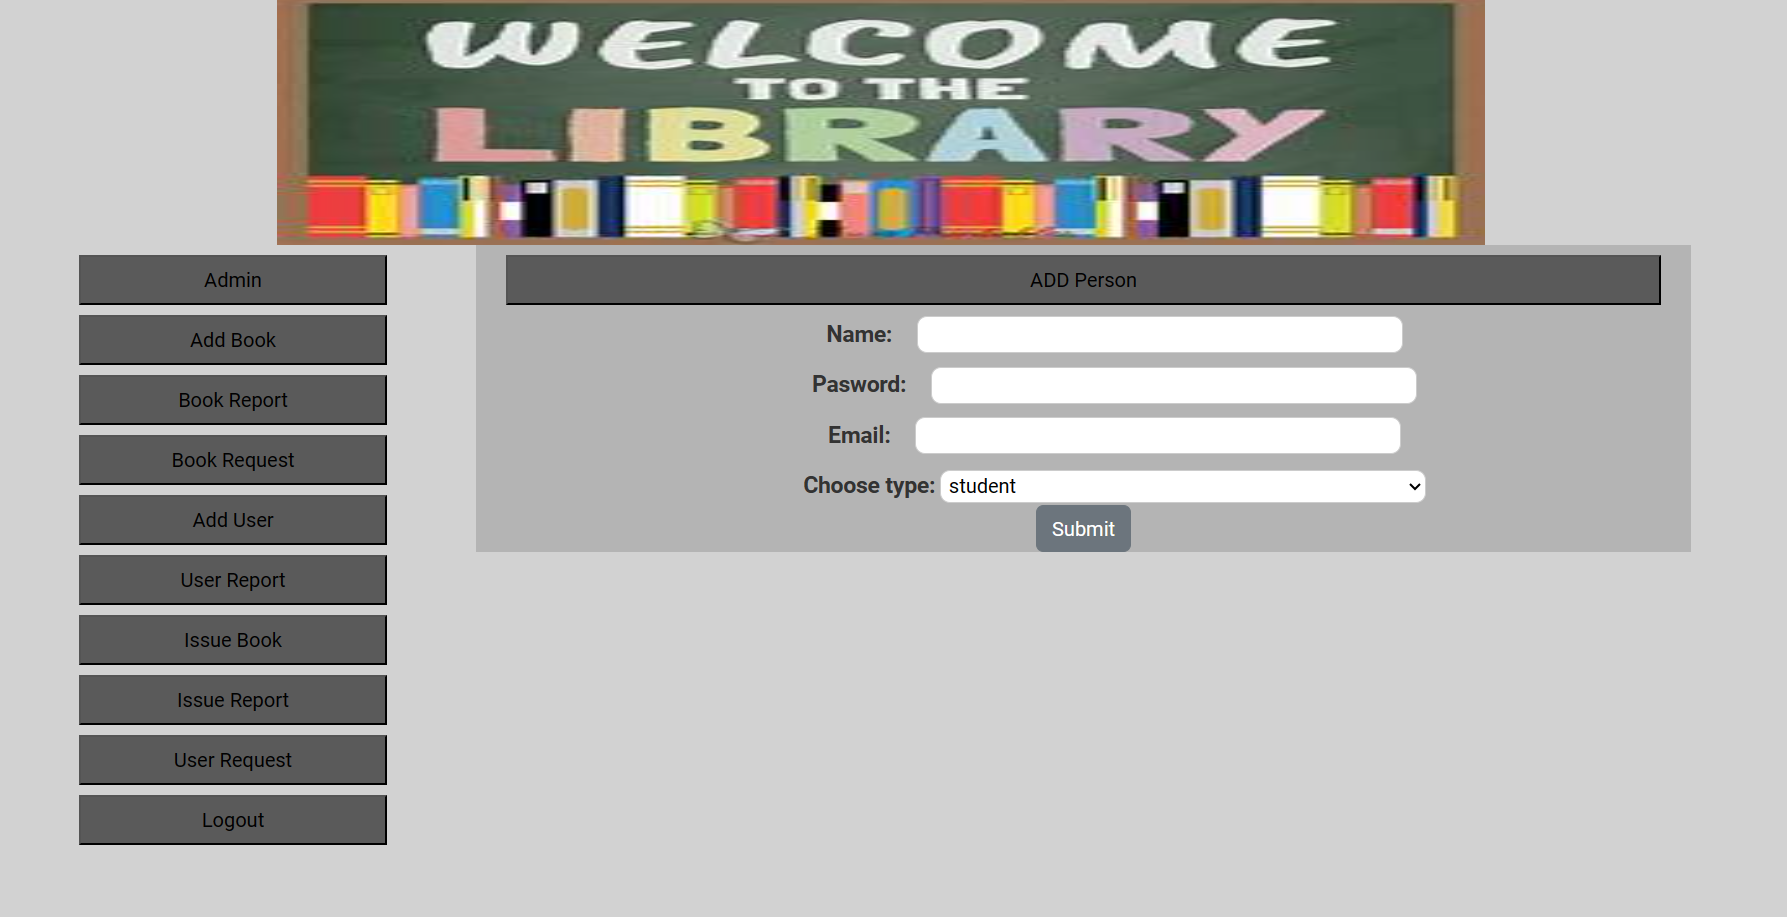 WELCOME
TO THE
LIBRARY
Admin
Add Book
Book Report
Book Request
Add User
User Report
Issue Book
Issue Report
User Request
Logout
ADD Person
Name:
Pasword:
Email:
Choose type: student
Submit